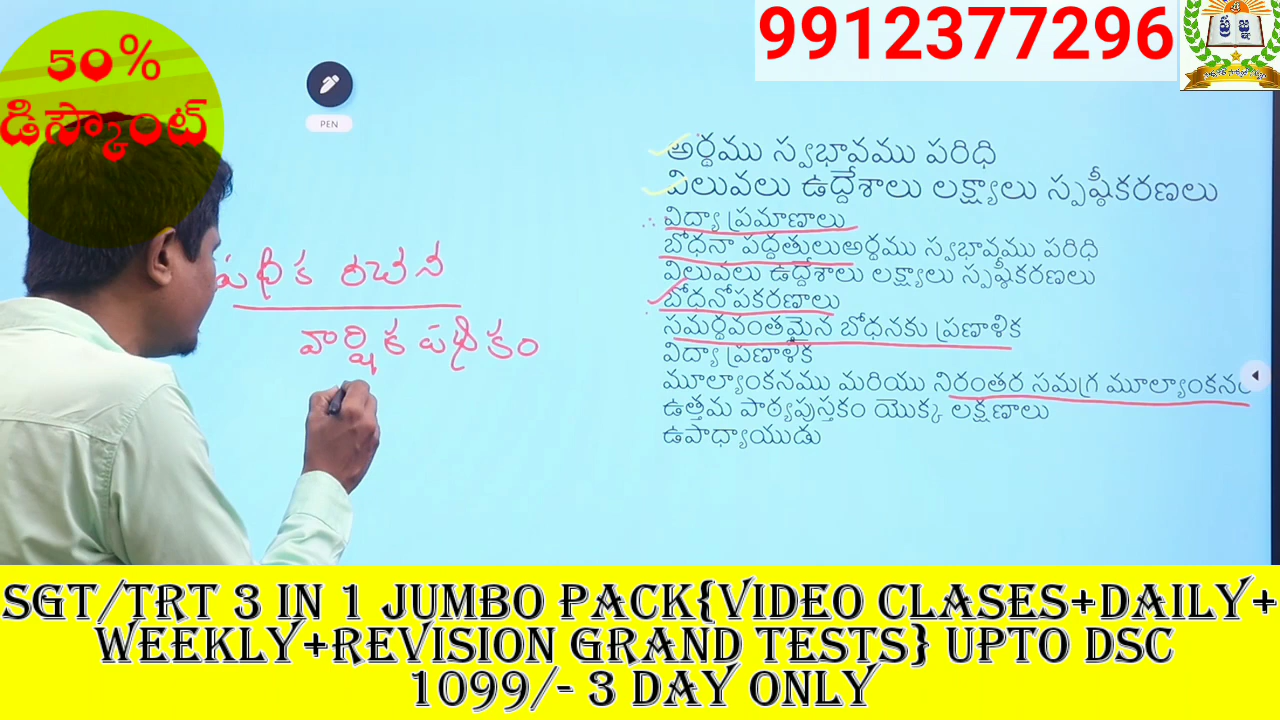 9912377296
50%
డిస్కౌంట్
PEN
అర్థము స్వభావము పరిధి
విలువలు ఉద్దేశాలు లక్ష్యాలు స్పష్టీకరణలు
విద్యా ప్రమాణాలు
బోధనా పద్ధతులుఅర్థము స్వభావము పరిధి
విలువలు ఉద్దేశాలు లక్ష్యాలు స్పష్టీకరణలు
బోధనోపకరణాలు
సమర్థవంతమైన బోధనకు ప్రణాళిక
విద్యా ప్రణాళిక
మూల్యాంకనము మరియు నిరంతర సమగ్ర మూల్యాంకనం
ఉత్తమ పాఠ్యపుస్తకం యొక్క లక్షణాలు
ఉపాధ్యాయుడు
పథక రచన
వార్షిక పథకం
SGT/TRT 3 IN 1 JUMBO PACK{VIDEO CLASES+DAILY+
WEEKLY+REVISION GRAND TESTS} UPTO DSC
1099/- 3 DAY ONLY